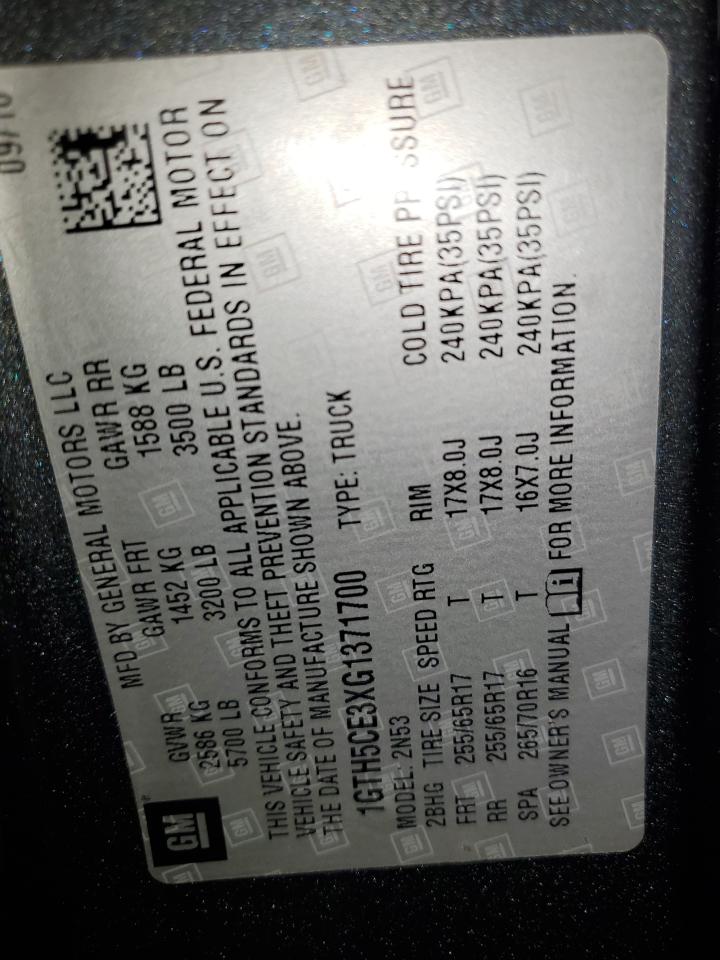 GM
MFD BY GENERAL MOTORS LLC
GVWR GAWR FRT GAWR RR
2586 KG 1452 KG 1588 KG
5700 LB 3200 LB 3500 LB
THIS VEHICLE CONFORMS TO ALL APPLICABLE U.S. FEDERAL MOTOR
VEHICLE SAFETY AND THEFT PREVENTION STANDARDS IN EFFECT ON
THE DATE OF MANUFACTURE SHOWN ABOVE.
1GTH5CE3XG1371700 TYPE: TRUCK
MODEL: 2N53
2BHG TIRE SIZE SPEED RTG RIM COLD TIRE
FRT 255/65R17 T 17X8.0J 240KPA(35PSI)
RR 255/65R17 T 17X8.0J 240KPA(35PSI)
SPA 265/70R16 T 16X7.0J 240KPA(35PSI)
SEE OWNER'S MANUAL i FOR MORE INFORMATION.